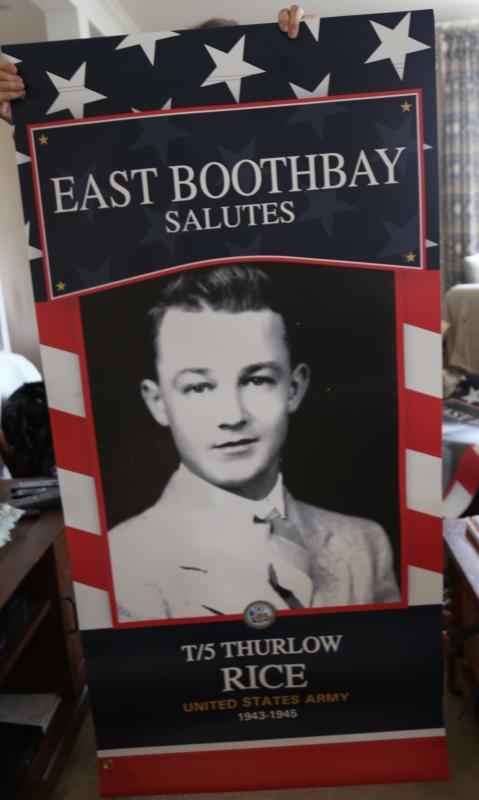 EAST BOOTHBAY
SALUTES
T/5 THURLOW
RICE
UNITED STATES ARMY
1943-1945